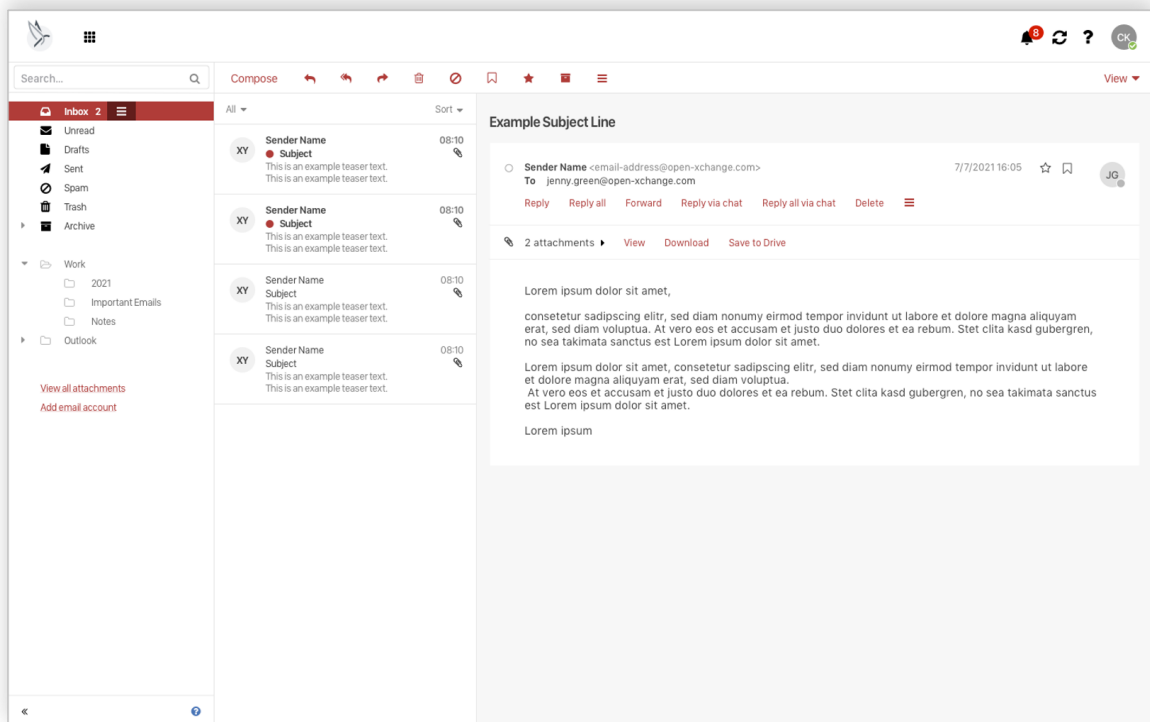 8
CK
Search...
Compose
View
Inbox 2
Unread
Drafts
Sent
Spam
Trash
Archive
Work
2021
Important Emails
Notes
Outlook
View all attachments
Add email account
All
Sort
XY
Sender Name
08:10
Subject
This is an example teaser text.
This is an example teaser text.
XY
Sender Name
08:10
Subject
This is an example teaser text.
This is an example teaser text.
XY
Sender Name
08:10
Subject
This is an example teaser text.
This is an example teaser text.
XY
Sender Name
08:10
Subject
This is an example teaser text.
This is an example teaser text.
Example Subject Line
Sender Name <email-address@open-xchange.com>
7/7/2021 16:05
JG
To jenny.green@open-xchange.com
Reply Reply all Forward Reply via chat Reply all via chat Delete
2 attachments View Download Save to Drive
Lorem ipsum dolor sit amet,
consetetur sadipscing elitr, sed diam nonumy eirmod tempor invidunt ut labore et dolore magna aliquyam
erat, sed diam voluptua. At vero eos et accusam et justo duo dolores et ea rebum. Stet clita kasd gubergren,
no sea takimata sanctus est Lorem ipsum dolor sit amet.
Lorem ipsum dolor sit amet, consetetur sadipscing elitr, sed diam nonumy eirmod tempor invidunt ut labore
et dolore magna aliquyam erat, sed diam voluptua.
At vero eos et accusam et justo duo dolores et ea rebum. Stet clita kasd gubergren, no sea takimata sanctus
est Lorem ipsum dolor sit amet.
Lorem ipsum